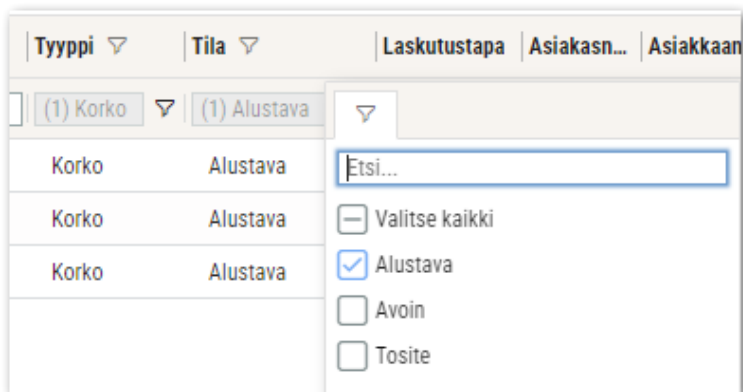 Tyyppi Tila Laskutustapa Asiakasn... Asiakkaan
(1) Korko (1) Alustava
Korko Alustava
Korko Alustava
Korko Alustava
Etsi...
Valitse kaikki
Alustava
Avoin
Tosite